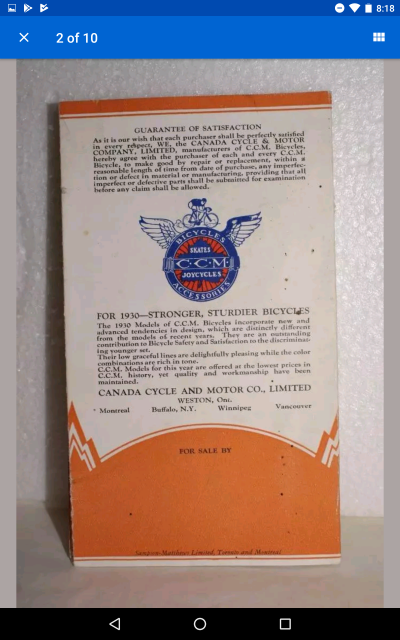 8:18
2 of 10
GUARANTEE OF SATISFACTION
As it is our wish that each purchaser shall be perfectly satisfied
in every respect, WE, the CANADA CYCLE & MOTOR
COMPANY, LIMITED, manufacturers of C.C.M. Bicycles,
hereby agree with the purchaser of each and every C.C.M.
Bicycle, to make good by repair or replacement, within a
reasonable length of time from date of purchase, any imperfec-
tion or defect in material or manufacturing, providing that all
imperfect or defective parts shall be submitted for examination
before any claim shall be allowed.
BICYCLES
SKATES
C·C·M
JOYCYCLES
ACCESSORIES
FOR 1930—STRONGER, STURDIER BICYCLES
The 1930 Models of C.C.M. Bicycles incorporate new and
advanced tendencies in design, which are distinctly different
from the models of recent years. They are an outstanding
contribution to Bicycle Safety and Satisfaction to the discriminat-
ing younger set.
Their low graceful lines are delightfully pleasing while the color
combinations are rich in tone.
C.C.M. Models for this year are offered at the lowest prices in
C.C.M. history, yet quality and workmanship have been
maintained.
CANADA CYCLE AND MOTOR CO., LIMITED
WESTON, Ont.
Montreal Buffalo, N.Y. Winnipeg Vancouver
FOR SALE BY
Limited, Toronto and Montreal